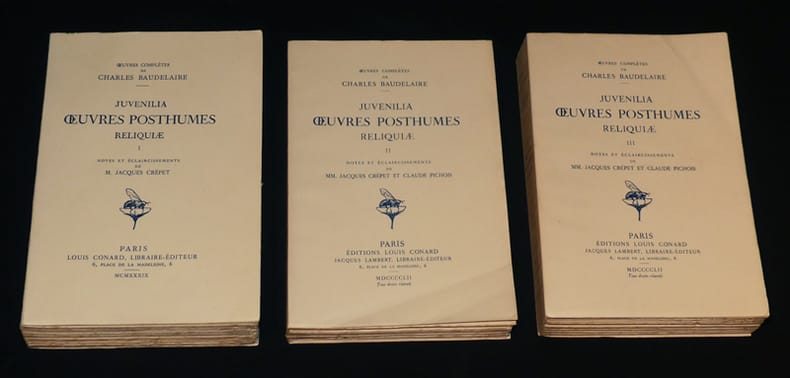 ŒUVRES COMPLÈTES
DE
CHARLES BAUDELAIRE
JUVENILIA
ŒUVRES POSTHUMES
RELIQUIÆ
I
NOTES ET ÉCLAIRCISSEMENTS
DE
M. JACQUES CRÉPET
PARIS
LOUIS CONARD, LIBRAIRE-ÉDITEUR
6, PLACE DE LA MADELEINE, 6
MCMXXXIX
ŒUVRES COMPLÈTES
DE
CHARLES BAUDELAIRE
JUVENILIA
ŒUVRES POSTHUMES
RELIQUIÆ
II
NOTES ET ÉCLAIRCISSEMENTS
DE
MM. JACQUES CRÉPET ET CLAUDE PICHOIS
PARIS
ÉDITIONS LOUIS CONARD
JACQUES LAMBERT, LIBRAIRE-ÉDITEUR
6, PLACE DE LA MADELEINE, 6
MDCCCCLII
Tous droits réservés
ŒUVRES COMPLÈTES
DE
CHARLES BAUDELAIRE
JUVENILIA
ŒUVRES POSTHUMES
RELIQUIÆ
III
NOTES ET ÉCLAIRCISSEMENTS
DE
MM. JACQUES CRÉPET ET CLAUDE PICHOIS
PARIS
ÉDITIONS LOUIS CONARD
JACQUES LAMBERT, LIBRAIRE-ÉDITEUR
6, PLACE DE LA MADELEINE, 6
MDCCCCLII
Tous droits réservés